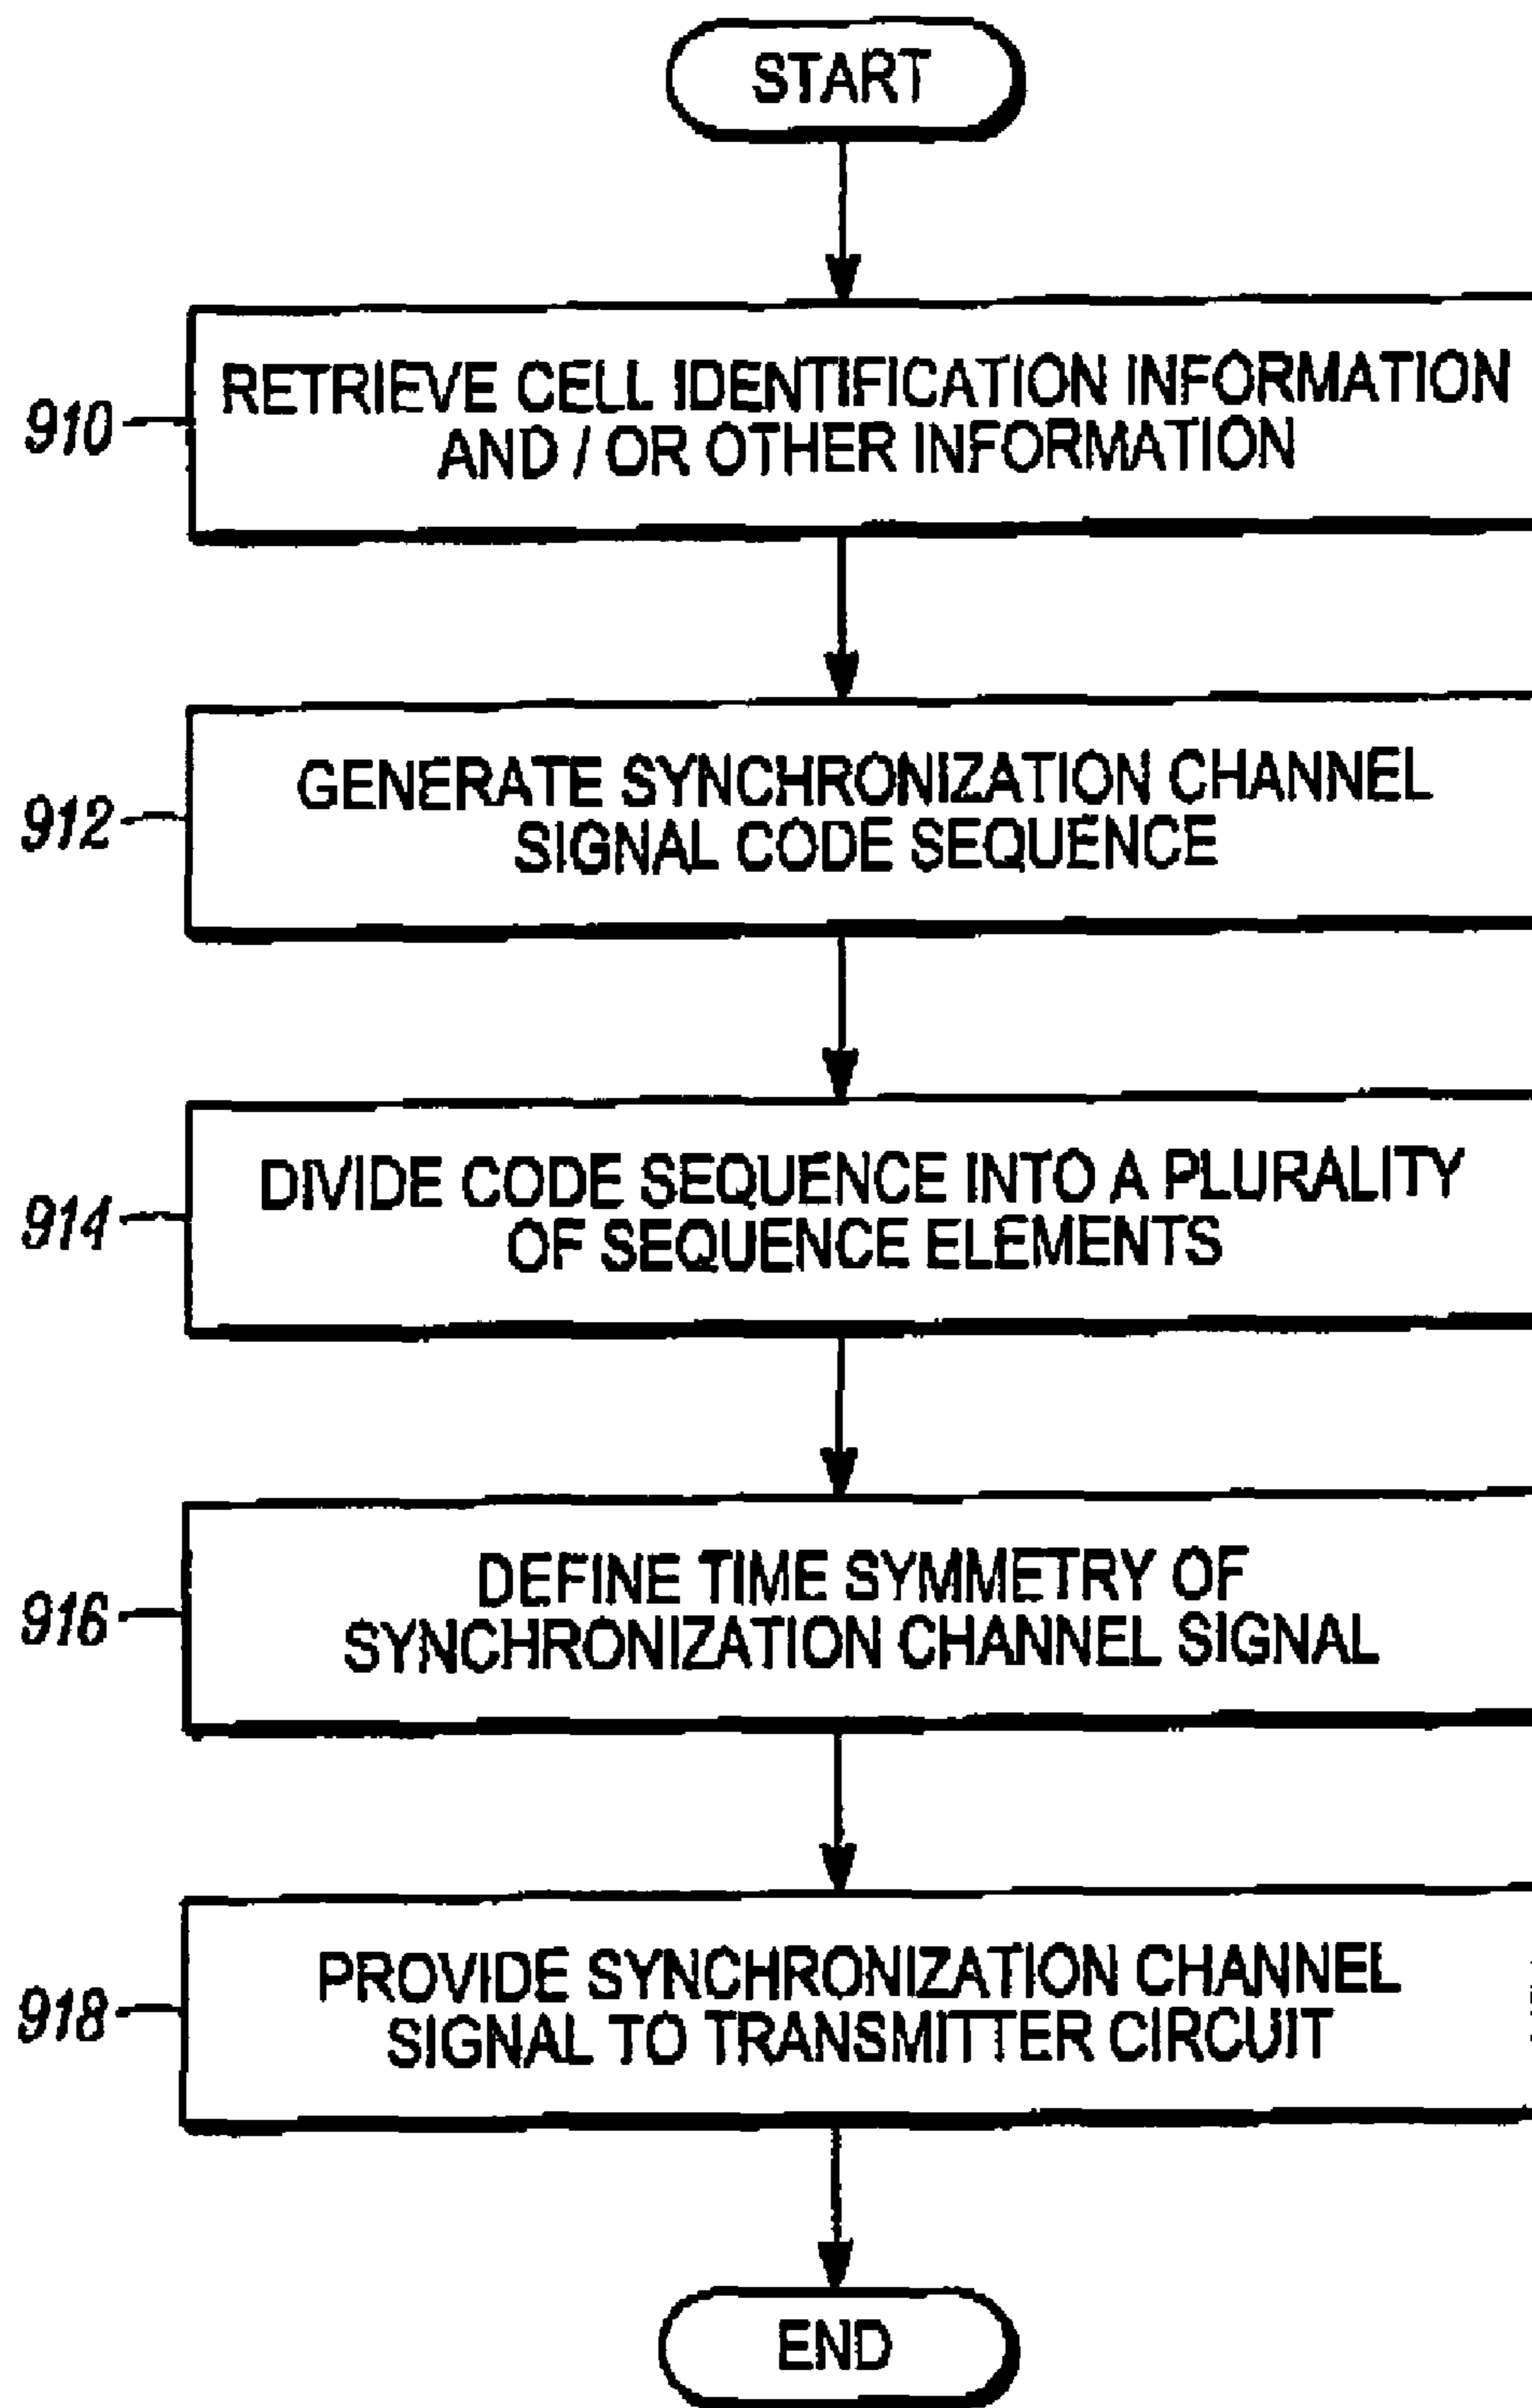 START
910
RETRIEVE CELL IDENTIFICATION INFORMATION
AND / OR OTHER INFORMATION
912
GENERATE SYNCHRONIZATION CHANNEL
SIGNAL CODE SEQUENCE
914
DIVIDE CODE SEQUENCE INTO A PLURALITY
OF SEQUENCE ELEMENTS
916
DEFINE TIME SYMMETRY OF
SYNCHRONIZATION CHANNEL SIGNAL
918
PROVIDE SYNCHRONIZATION CHANNEL
SIGNAL TO TRANSMITTER CIRCUIT
END